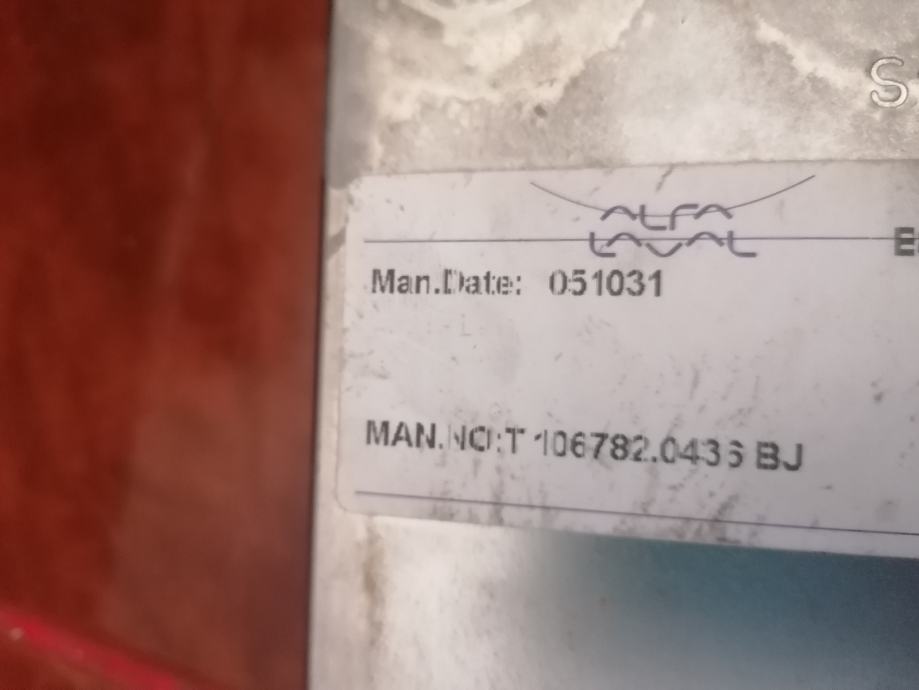 S
ALFA
LAVAL
Man.Date: 051031
MAN.NO:T 106782.0436 BJ